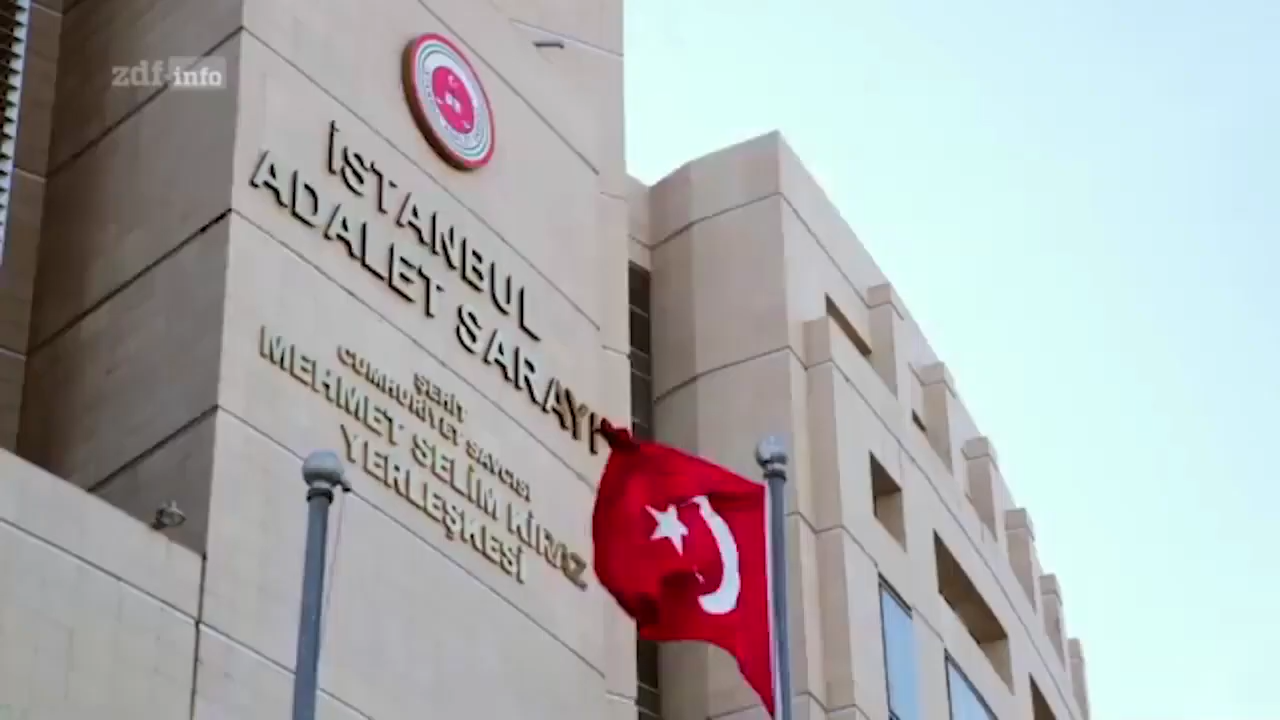 zdf-info
İSTANBUL
ADALET SARAYI
ŞEHİT
CUMHURİYET SAVCISI
MEHMET SELİM KİRAZ
YERLEŞKESİ